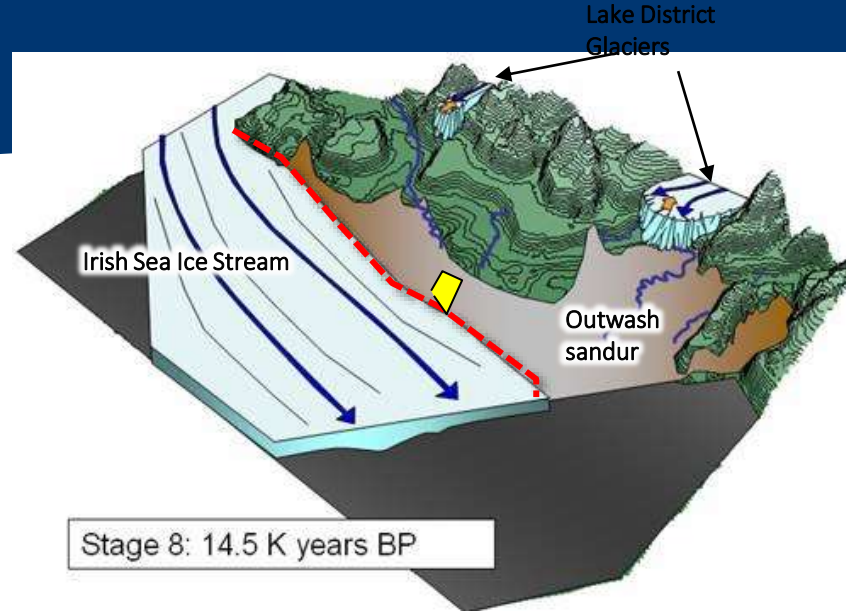 Lake District
Glaciers
Irish Sea Ice Stream
Outwash
sandur
Stage 8: 14.5 K years BP